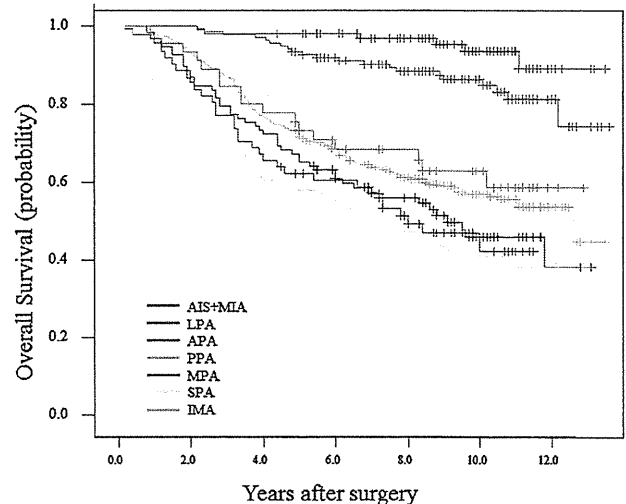 Overall Survival (probability)
1.0
0.8
0.6
0.4
0.2
0.0
AIS+MIA
LPA
APA
PPA
MPA
SPA
IMA
0.0 2.0 4.0 6.0 8.0 10.0 12.0
Years after surgery